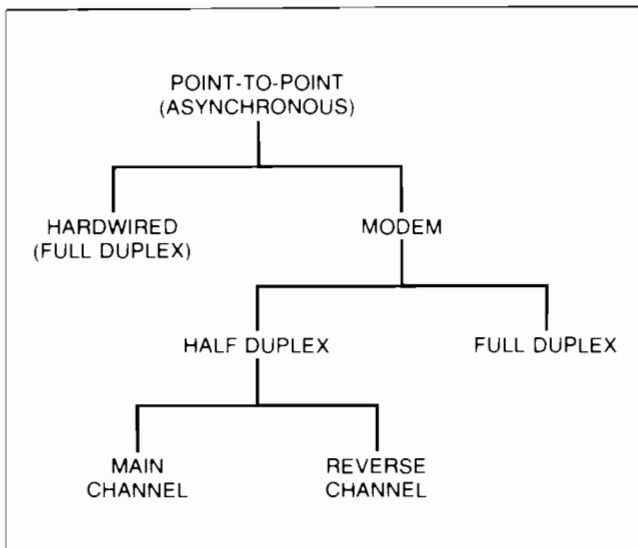 POINT-TO-POINT
(ASYNCHRONOUS)
HARDWIRED
(FULL DUPLEX)
MODEM
HALF DUPLEX
FULL DUPLEX
MAIN
CHANNEL
REVERSE
CHANNEL